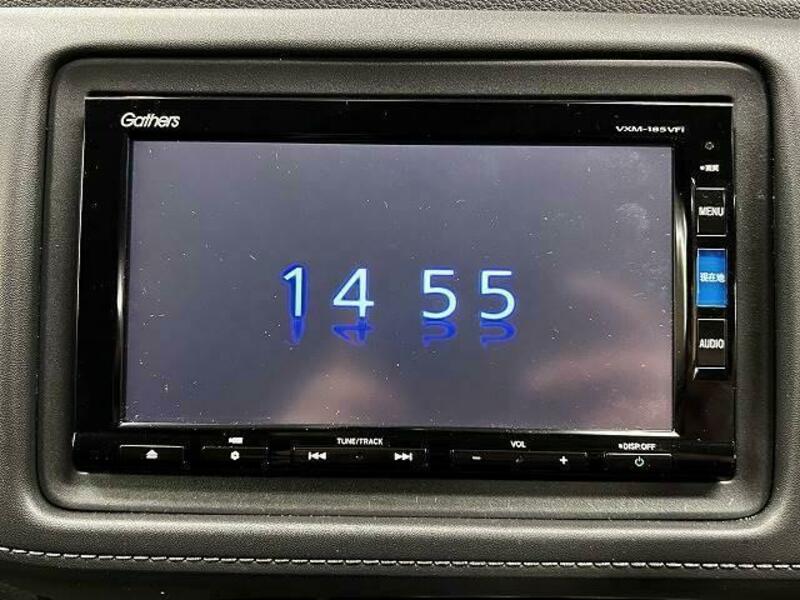 Gathers
VXM-185VFi
MENU
現在地
AUDIO
14 55
TUNE/TRACK
VOL
DISP.OFF